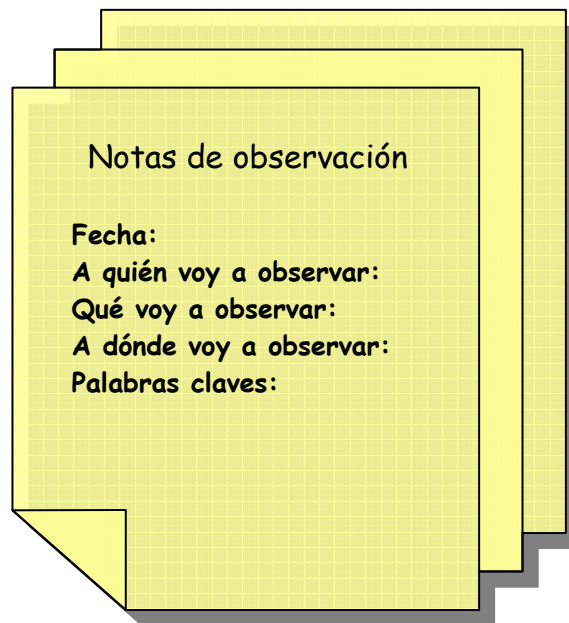 Notas de observación
Fecha:
A quién voy a observar:
Qué voy a observar:
A dónde voy a observar:
Palabras claves: